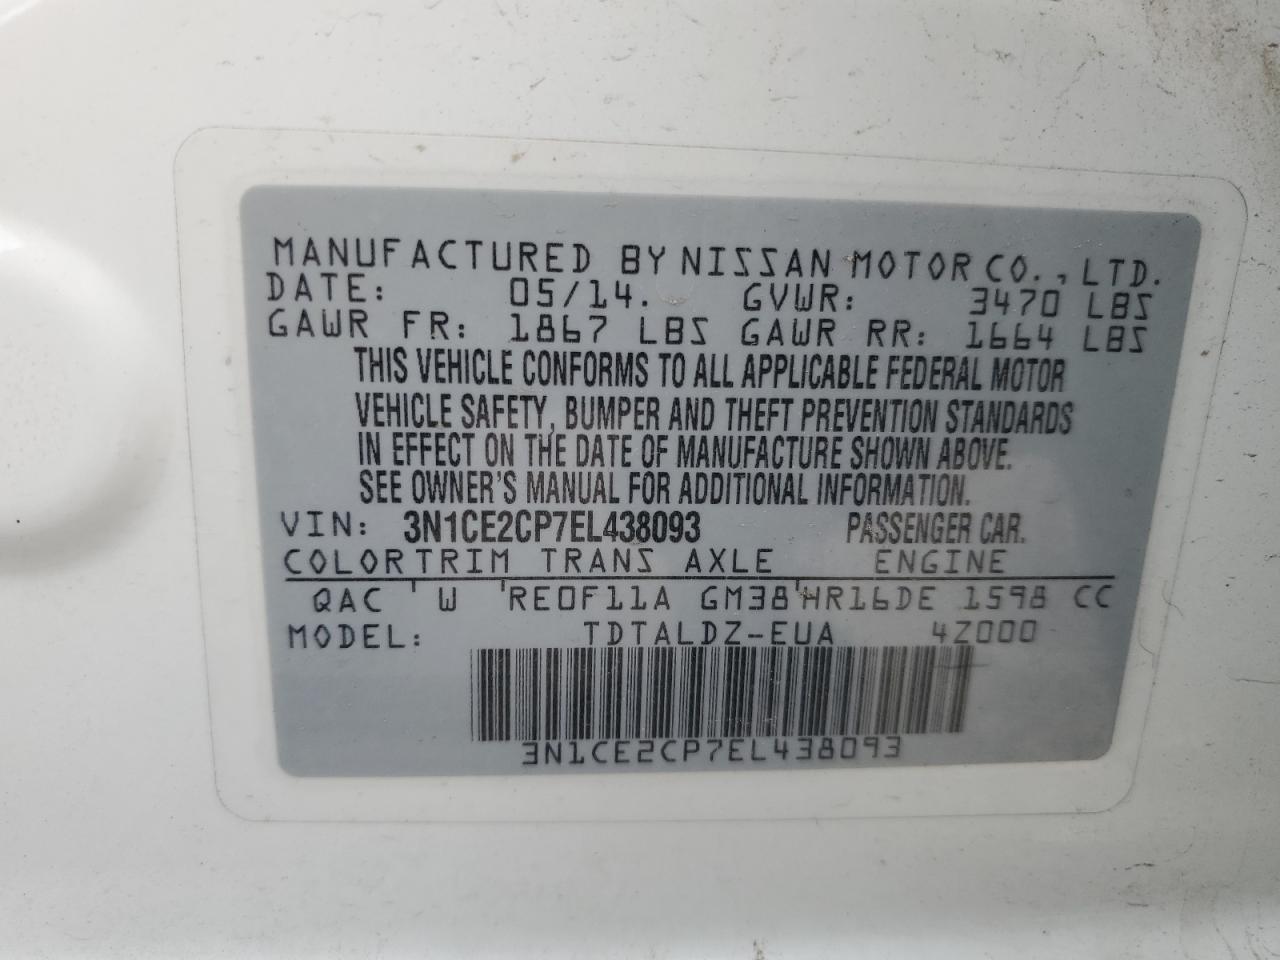 MANUFACTURED BY NISSAN MOTOR CO., LTD.
DATE: 05/14. GVWR: 3470 LBS
GAWR FR: 1867 LBS GAWR RR: 1664 LBS
THIS VEHICLE CONFORMS TO ALL APPLICABLE FEDERAL MOTOR
VEHICLE SAFETY, BUMPER AND THEFT PREVENTION STANDARDS
IN EFFECT ON THE DATE OF MANUFACTURE SHOWN ABOVE.
SEE OWNER'S MANUAL FOR ADDITIONAL INFORMATION.
VIN: 3N1CE2CP7EL438093 PASSENGER CAR.
COLOR TRIM TRANS AXLE ENGINE
QAC ' W 'RE0F11A GM38'HR16DE 1598 CC
MODEL: TDTALDZ-EUA 4Z000
3N1CE2CP7EL438093